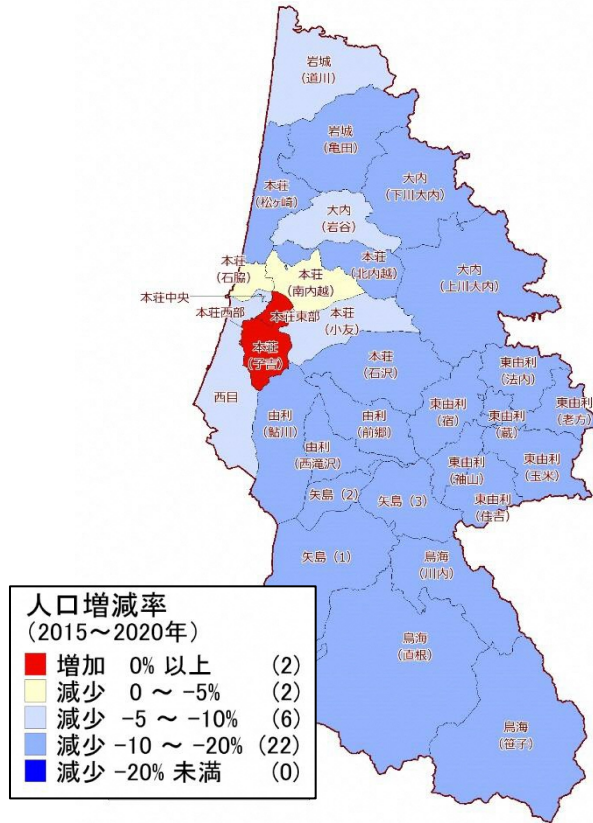 岩城
(道川)
岩城
(亀田)
大内
(下川大内)
本荘
(松ヶ崎)
大内
(岩谷)
本荘
(北内越)
大内
(上川大内)
本荘
(石脇)
本荘
(南内越)
本荘中央
本荘西部
本荘東部
本荘
(小友)
本荘
(子吉)
本荘
(石沢)
西目
東由利
(法内)
東由利
(老方)
東由利
(宿)
東由利
(蔵)
由利
(鮎川)
由利
(前郷)
由利
(西滝沢)
東由利
(袖山)
東由利
(玉米)
東由利
(住吉)
矢島(2)
矢島(3)
矢島(1)
鳥海
(川内)
鳥海
(直根)
鳥海
(笹子)
人口増減率
(2015~2020年)
増加 0% 以上 (2)
減少 0 ~ -5% (2)
減少 -5 ~ -10% (6)
減少 -10 ~ -20% (22)
減少 -20% 未満 (0)